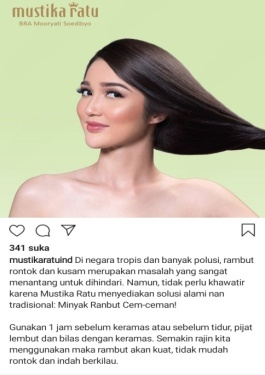 mustika ratu
BRA Mooryati Soedibyo
341 suka
mustikaratuind Di negara tropis dan banyak polusi, rambut
rontok dan kusam merupakan masalah yang sangat
menantang untuk dihindari. Namun, tidak perlu khawatir
karena Mustika Ratu menyediakan solusi alami nan
tradisional: Minyak Ranbut Cem-ceman!
Gunakan 1 jam sebelum keramas atau sebelum tidur, pijat
lembut dan bilas dengan keramas. Semakin rajin kita
menggunakan maka rambut akan kuat, tidak mudah
rontok dan indah berkilau.